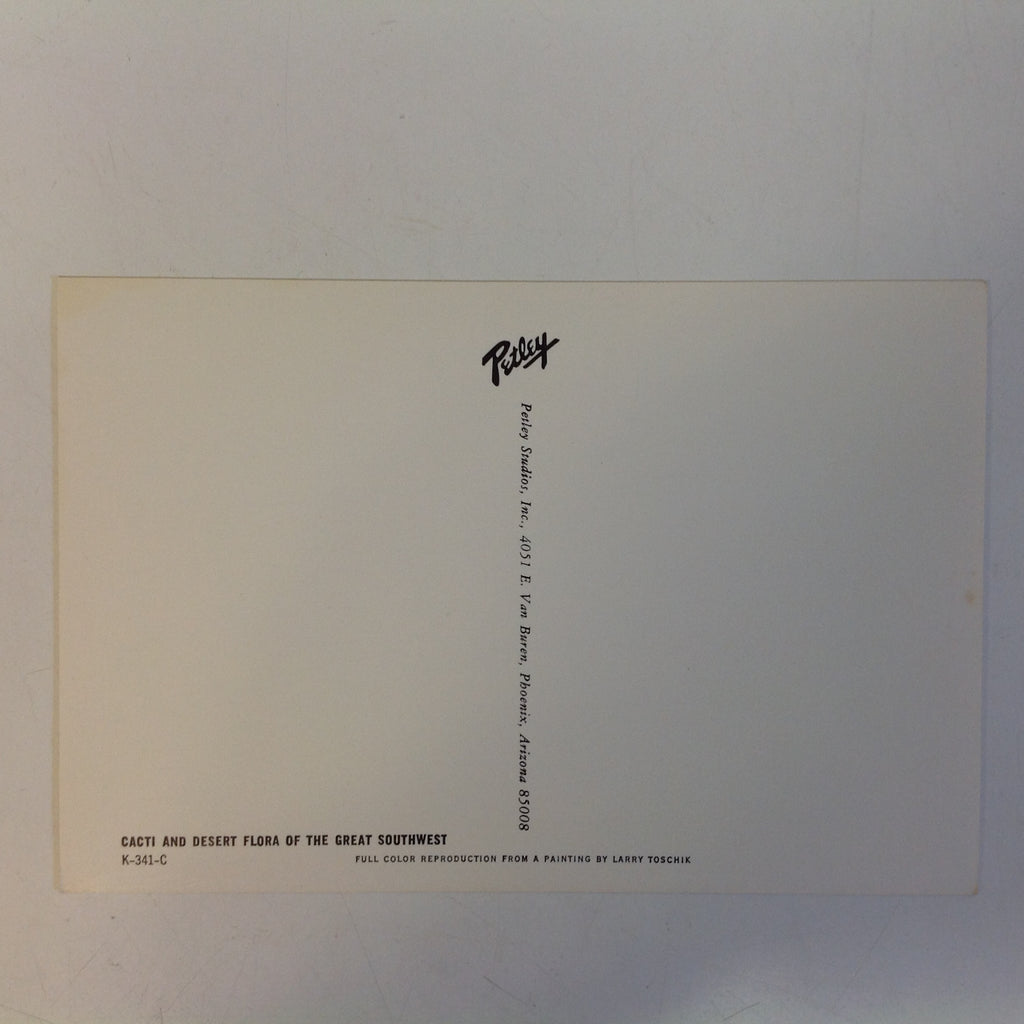 Petley
Petley Studios, Inc., 4051 E. Van Buren, Phoenix, Arizona 85008
CACTI AND DESERT FLORA OF THE GREAT SOUTHWEST
K-341-C
FULL COLOR REPRODUCTION FROM A PAINTING BY LARRY TOSCHIK